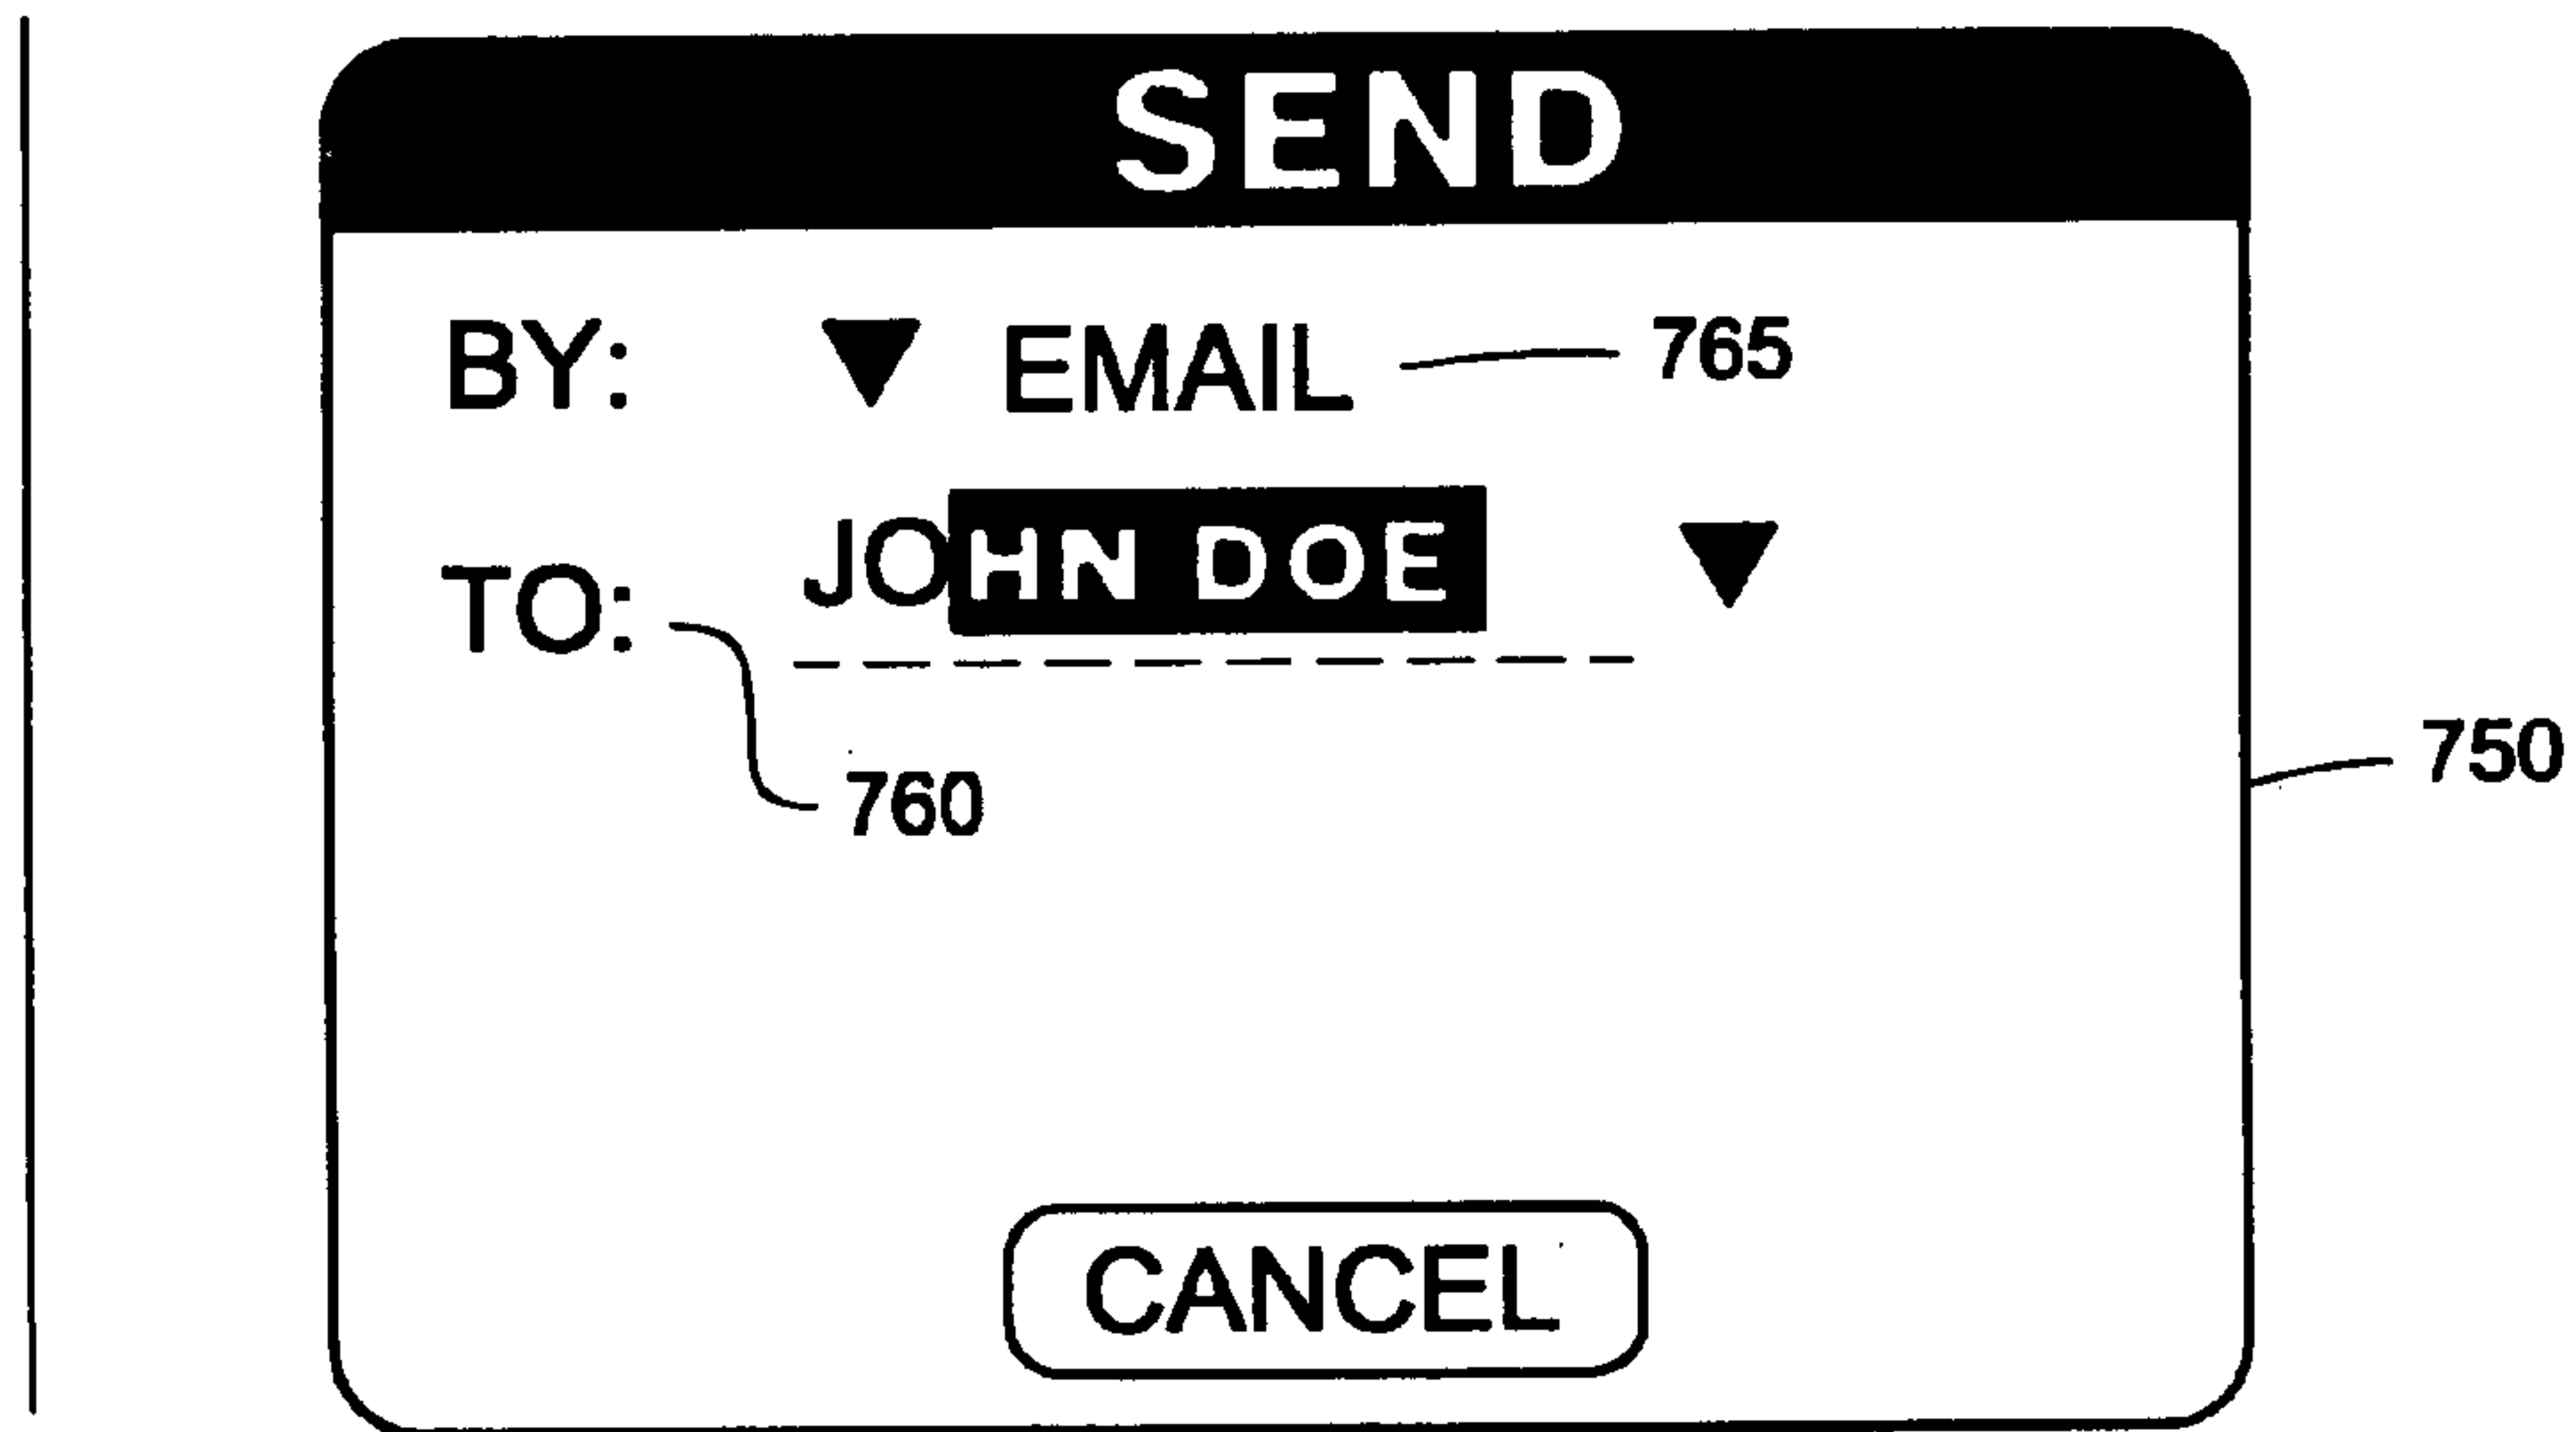 SEND
BY: ▼ EMAIL 765
TO: JOHN DOE ▼
750
760
CANCEL